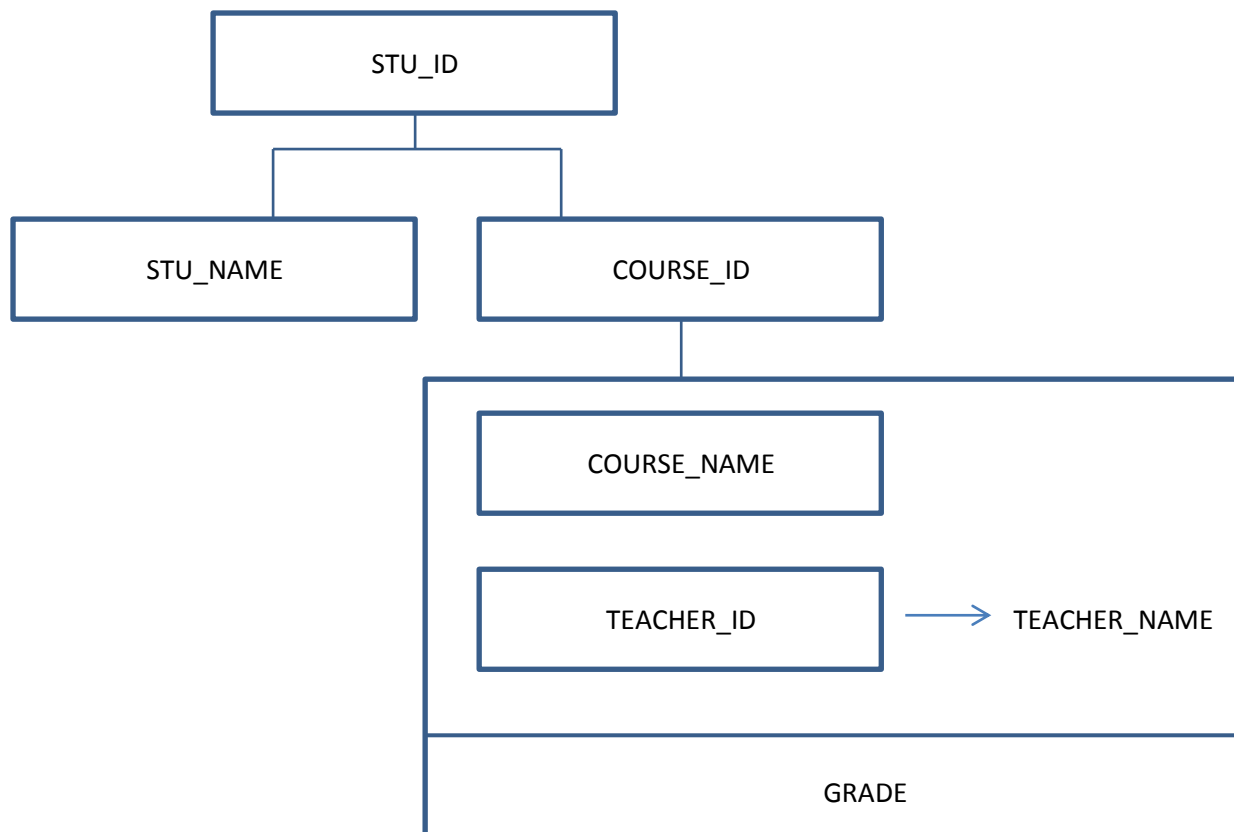 STU_ID
STU_NAME
COURSE_ID
COURSE_NAME
TEACHER_ID
TEACHER_NAME
GRADE